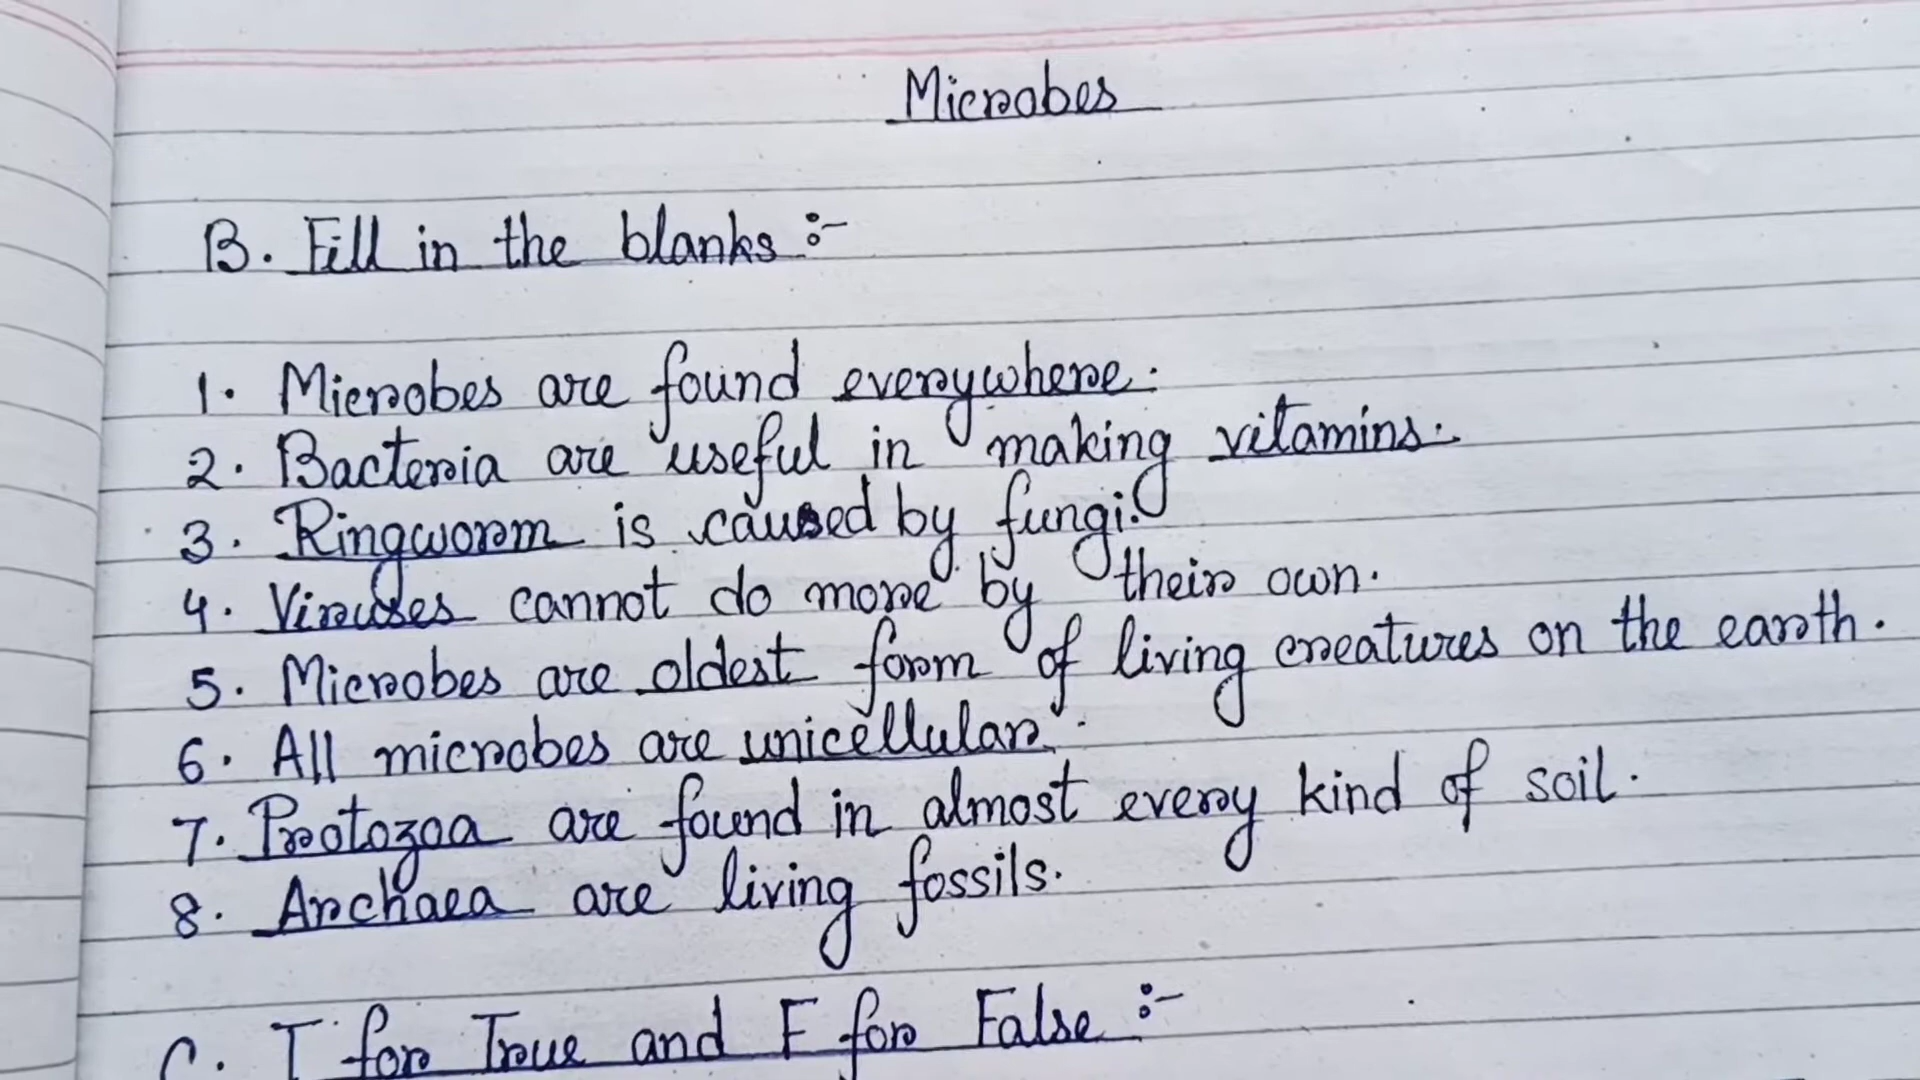 Microbes
B. Fill in the blanks :-
1. Microbes are found everywhere.
2. Bacteria are useful in making vitamins.
3. Ringworm is caused by fungi.
4. Viruses cannot do more by their own.
5. Microbes are oldest form of living creatures on the earth.
6. All microbes are unicellular.
7. Protozoa are found in almost every kind of soil.
8. Archaea are living fossils.
C. T for True and F for False :-